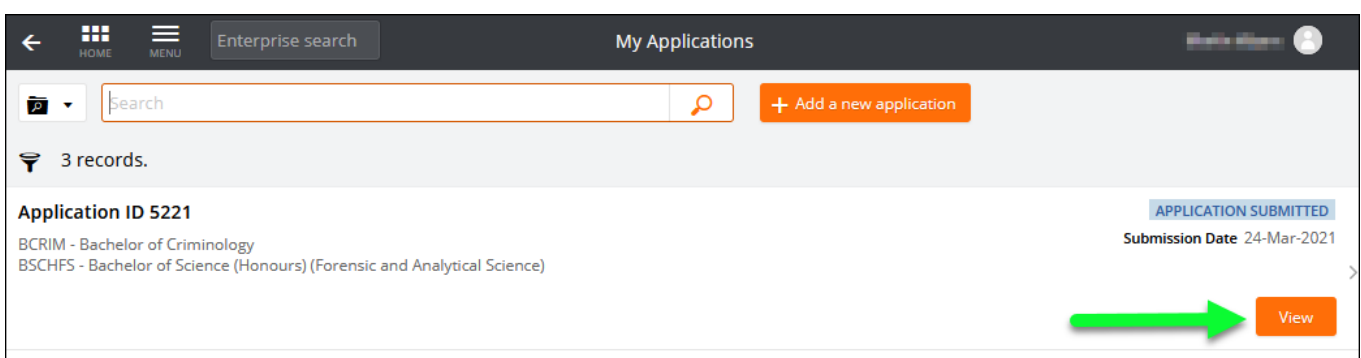 HOME
MENU
Enterprise search
My Applications
Search
+ Add a new application
3 records.
Application ID 5221
APPLICATION SUBMITTED
BCRIM - Bachelor of Criminology
Submission Date 24-Mar-2021
BSCHFS - Bachelor of Science (Honours) (Forensic and Analytical Science)
View